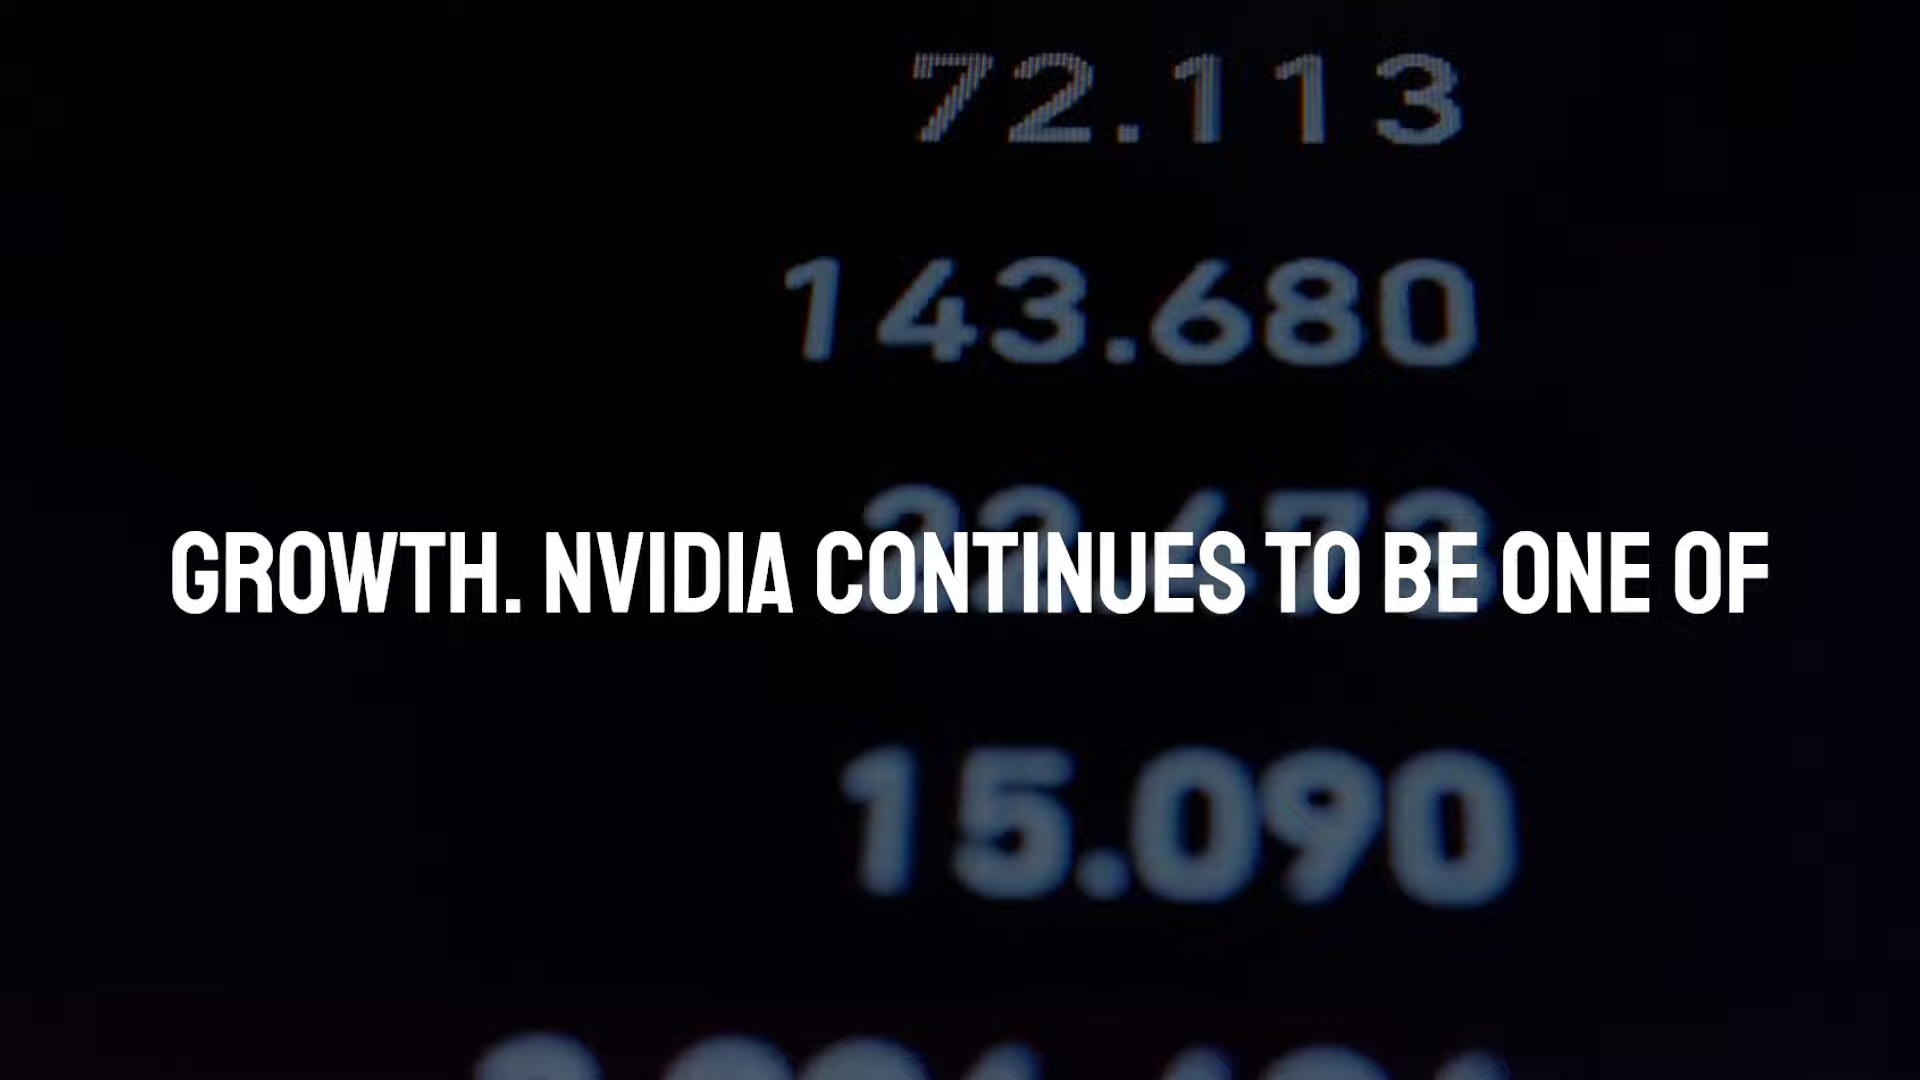 72.113
143.680
GROWTH. NVIDIA CONTINUES TO BE ONE OF
15.090